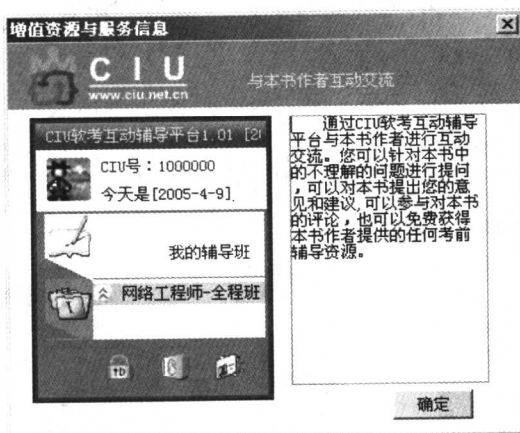 增值资源与服务信息
CIU
www.ciu.net.cn
与本书作者互动交流
CIU软考互动辅导平台1.01 [20
CIU号：1000000
今天是[2005-4-9].
我的辅导班
网络工程师-全程班
通过CIU软考互动辅导
平台与本书作者进行互动
交流。您可以针对本书中
的不理解的问题进行提问
，可以对本书提出您的意
见和建议,可以参与对本书
的评论，也可以免费获得
本书作者提供的任何考前
辅导资源。
ID
确定